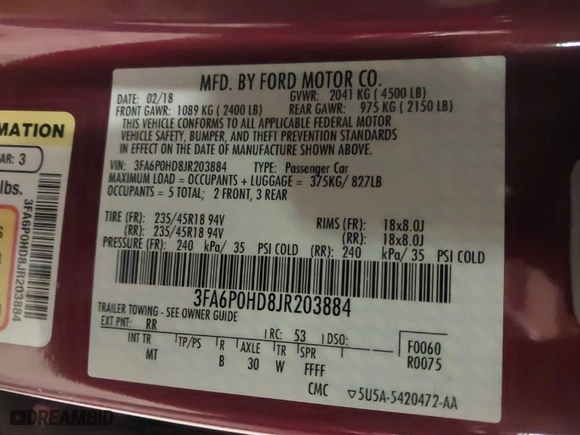 MFD. BY FORD MOTOR CO.
DATE: 02/18 GVWR: 2041 KG ( 4500 LB)
FRONT GAWR: 1089 KG ( 2400 LB) REAR GAWR: 975 KG ( 2150 LB)
THIS VEHICLE CONFORMS TO ALL APPLICABLE FEDERAL MOTOR
VEHICLE SAFETY, BUMPER, AND THEFT PREVENTION STANDARDS
IN EFFECT ON THE DATE OF MANUFACTURE SHOWN ABOVE.
VIN: 3FA6P0HD8JR203884 TYPE: Passenger Car
MAXIMUM LOAD = OCCUPANTS + LUGGAGE = 375KG/ 827LB
OCCUPANTS = 5 TOTAL; 2 FRONT, 3 REAR
TIRE (FR): 235/45R18 94V RIMS (FR): 18x8.0J
(RR): 235/45R18 94V (RR): 18x8.0J
PRESSURE (FR): 240 kPa/ 35 PSI COLD (RR): 240 kPa/ 35 PSI COLD
3FA6P0HD8JR203884
TRAILER TOWING - SEE OWNER GUIDE
EXT PNT: RR RC: 53 DSO: F0060
INT TR TP/PS R AXLE TR SPR R0075
MT B 30 W FFFF
CMC ▽5U5A-5420472-AA
MATION
AR: 3
lbs.
3FA6P0HD8JR203884
DREAMBID